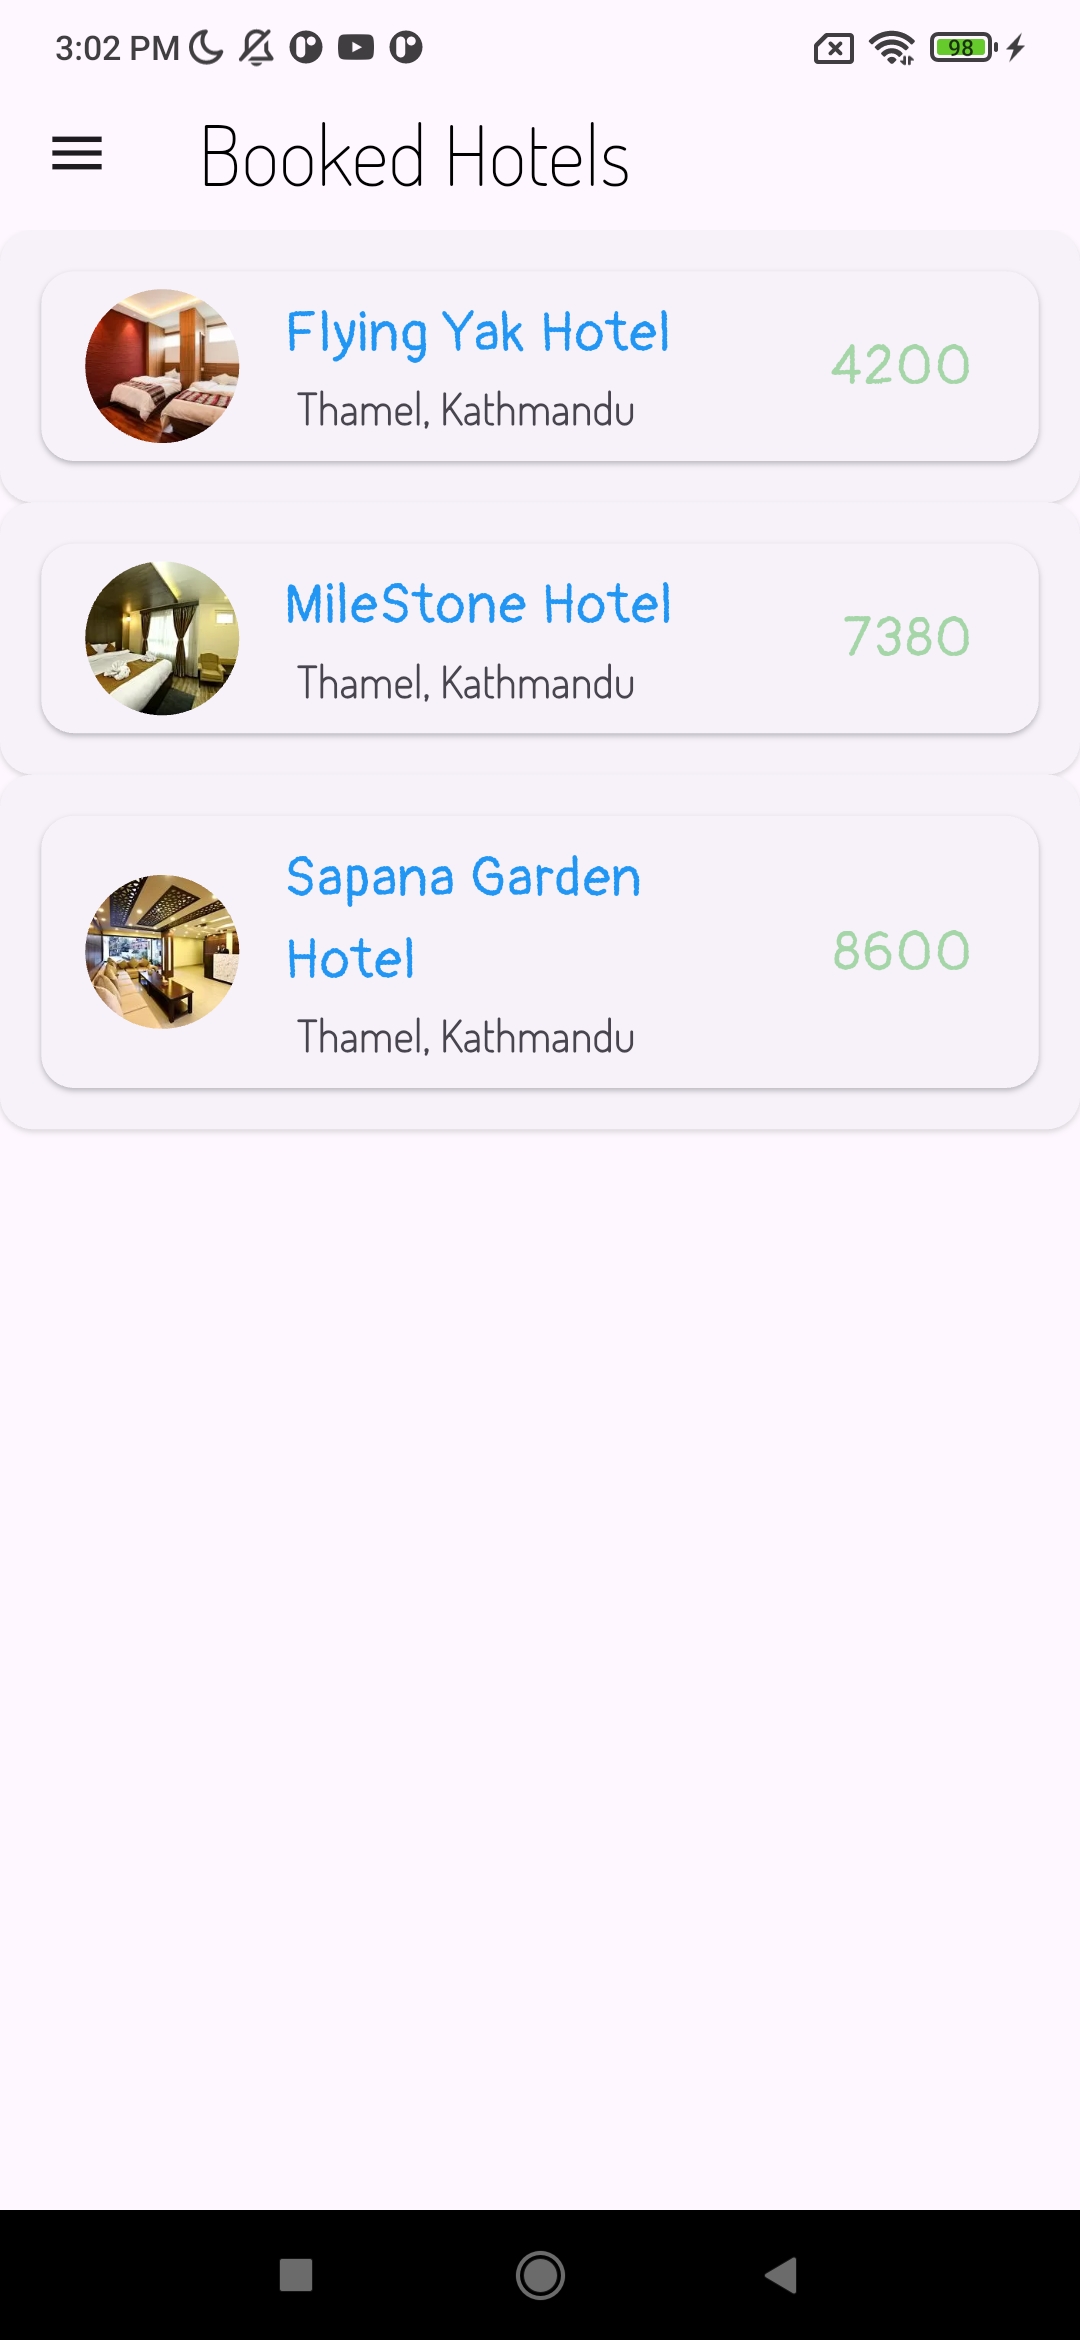 3:02 PM
98
Booked Hotels
Flying Yak Hotel
Thamel, Kathmandu
4200
MileStone Hotel
Thamel, Kathmandu
7380
Sapana Garden
Hotel
Thamel, Kathmandu
8600